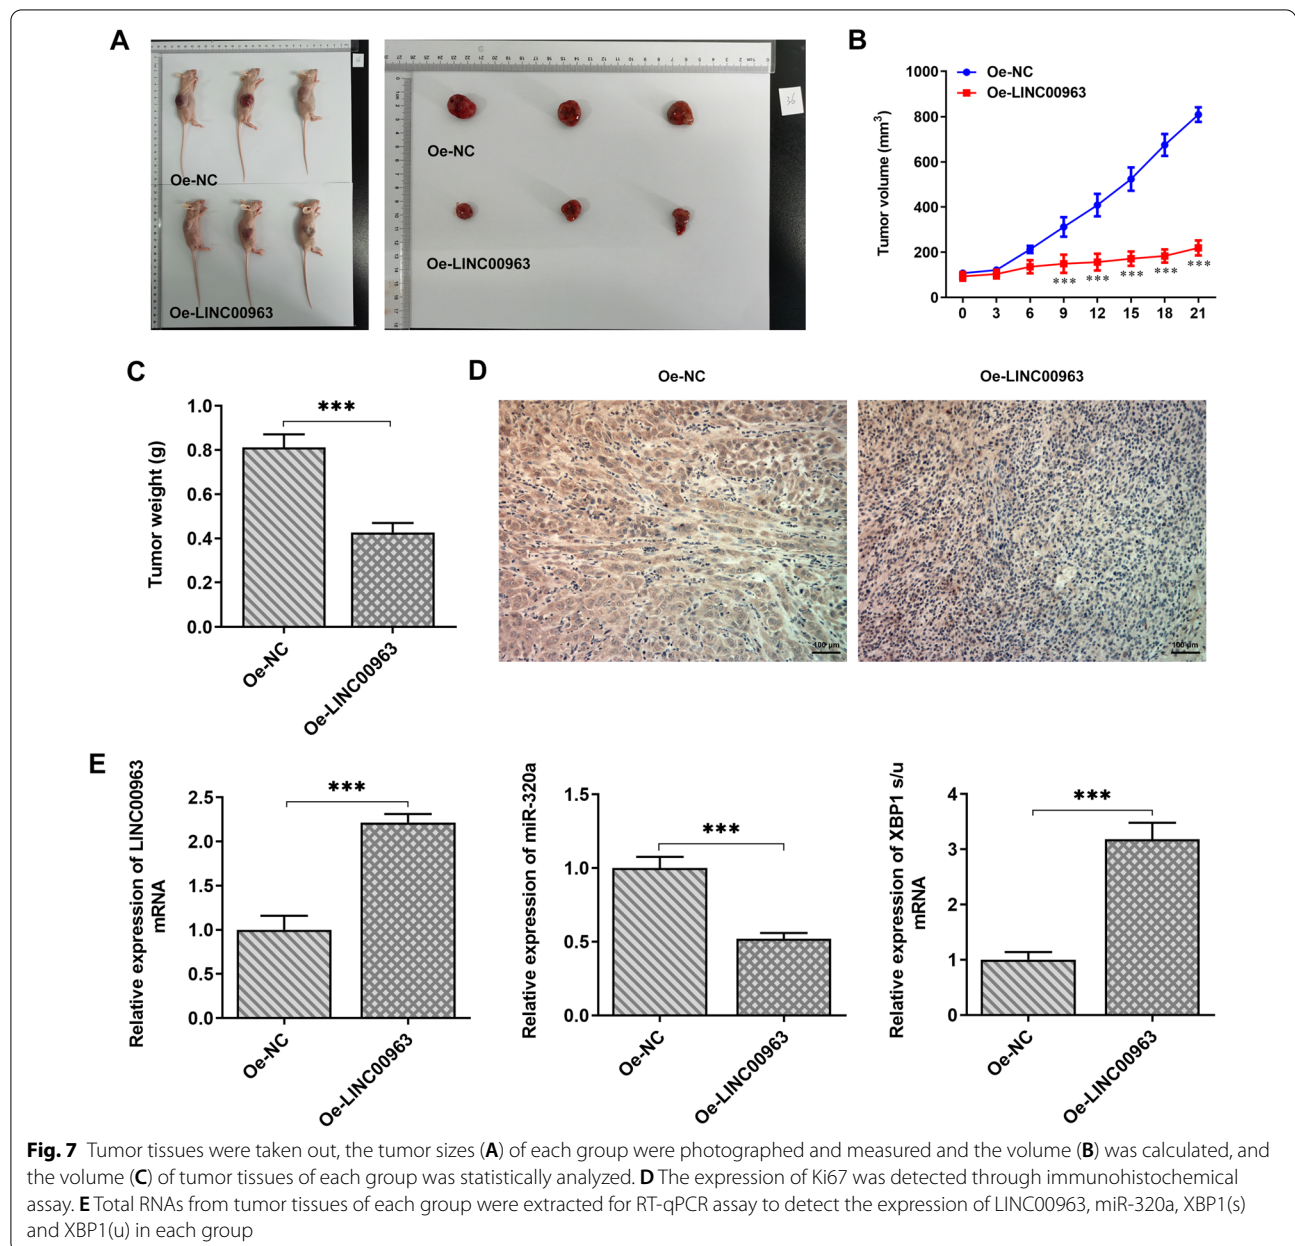 A
Oe-NC
Oe-LINC00963
Oe-NC
Oe-LINC00963
36
B
Oe-NC
Oe-LINC00963
Tumor volume (mm³)
1000
800
600
400
200
0
*** *** *** *** ***
0 3 6 9 12 15 18 21
C
Tumor weight (g)
1.0
0.8
0.6
0.4
0.2
0.0
***
Oe-NC
Oe-LINC00963
D
Oe-NC
Oe-LINC00963
100 μm
100 μm
E
Relative expression of LINC00963
mRNA
2.5
2.0
1.5
1.0
0.5
0.0
***
Oe-NC
Oe-LINC00963
Relative expression of miR-320a
1.5
1.0
0.5
0.0
***
Oe-NC
Oe-LINC00963
Relative expression of XBP1 s/u
mRNA
4
3
2
1
0
***
Oe-NC
Oe-LINC00963
Fig. 7 Tumor tissues were taken out, the tumor sizes (A) of each group were photographed and measured and the volume (B) was calculated, and
the volume (C) of tumor tissues of each group was statistically analyzed. D The expression of Ki67 was detected through immunohistochemical
assay. E Total RNAs from tumor tissues of each group were extracted for RT-qPCR assay to detect the expression of LINC00963, miR-320a, XBP1(s)
and XBP1(u) in each group